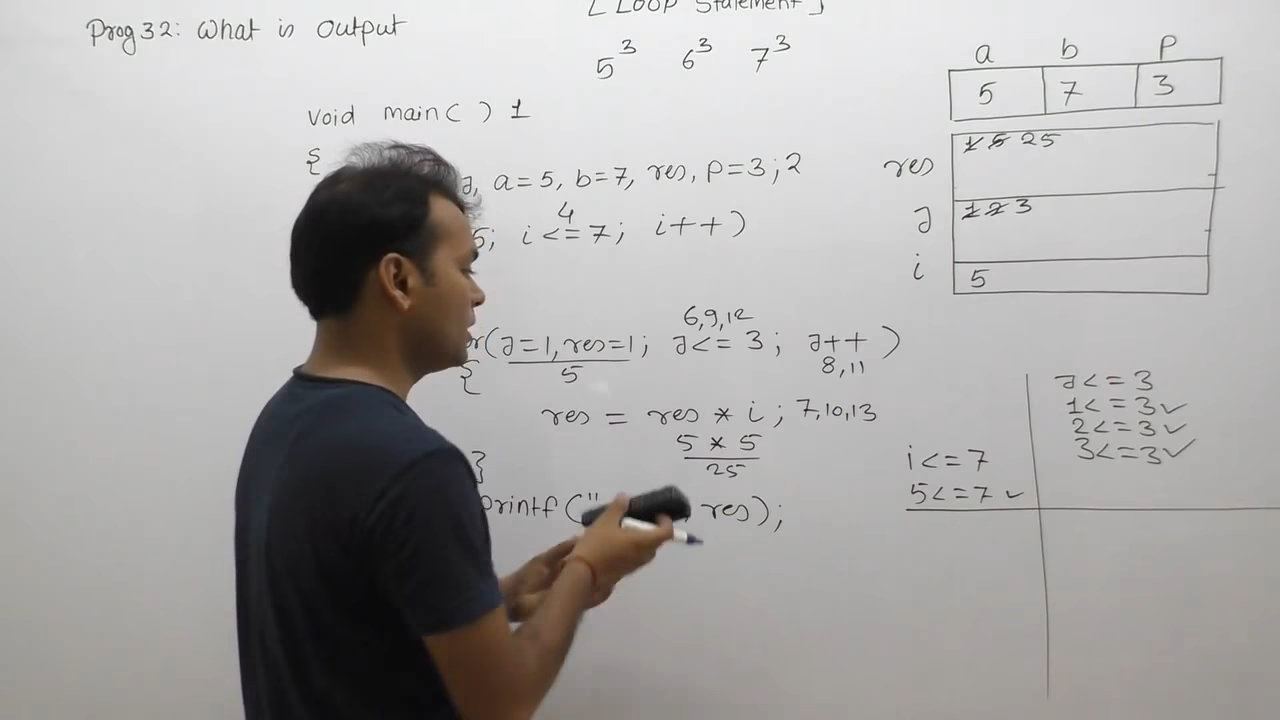 [Loop Statement]
Prog 32: What is Output
5³ 6³ 7³
a b P
5 7 3
void main( ) 1
{
res 1 5 25
J, a=5, b=7, res, P=3; 2
J 1 2 3
4
5; i<=7; i++)
i 5
6,9,12
r(J=1, res=1; J<=3; J++)
{ 5 8,11
J<=3
1<=3✓
2<=3✓
3<=3✓
res = res * i; 7,10,13
5 * 5
25
i<=7
5<=7✓
}
printf(" , res);